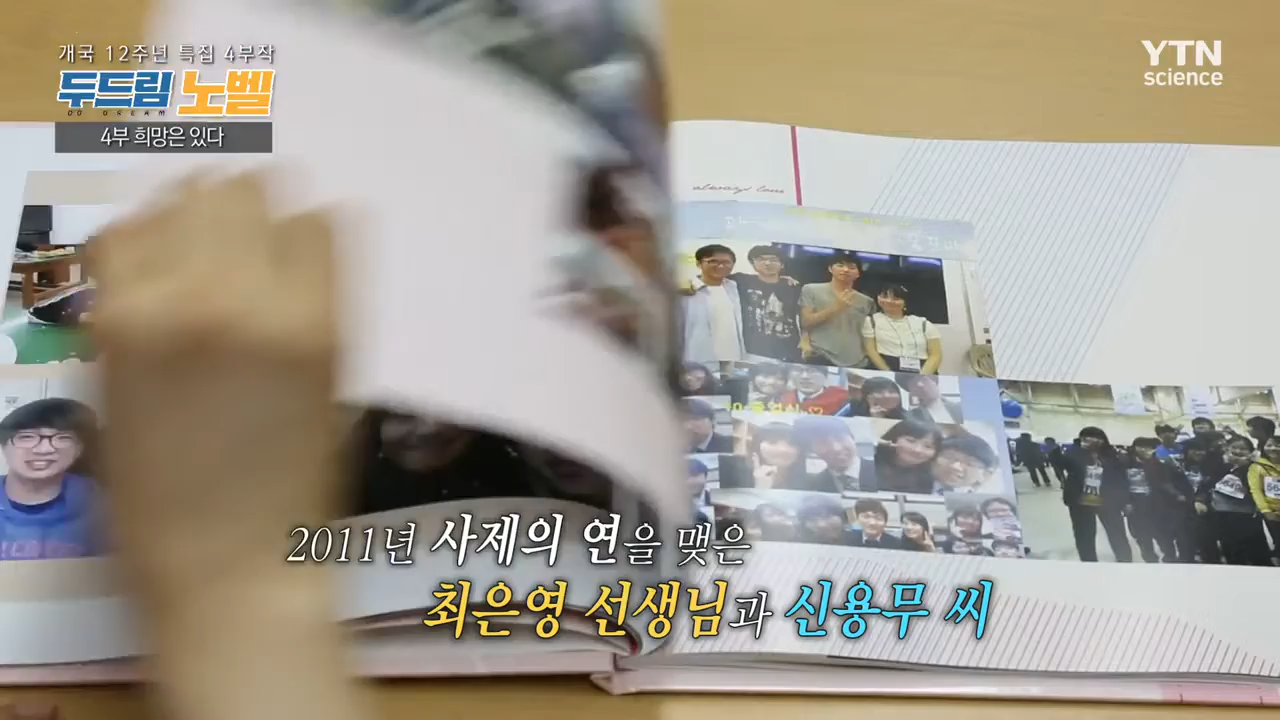 개국 12주년 특집 4부작
두드림 노벨
DO DREAM
4부 희망은 있다
YTN
science
always love
2011년 사제의 연을 맺은
최은영 선생님과 신용무 씨